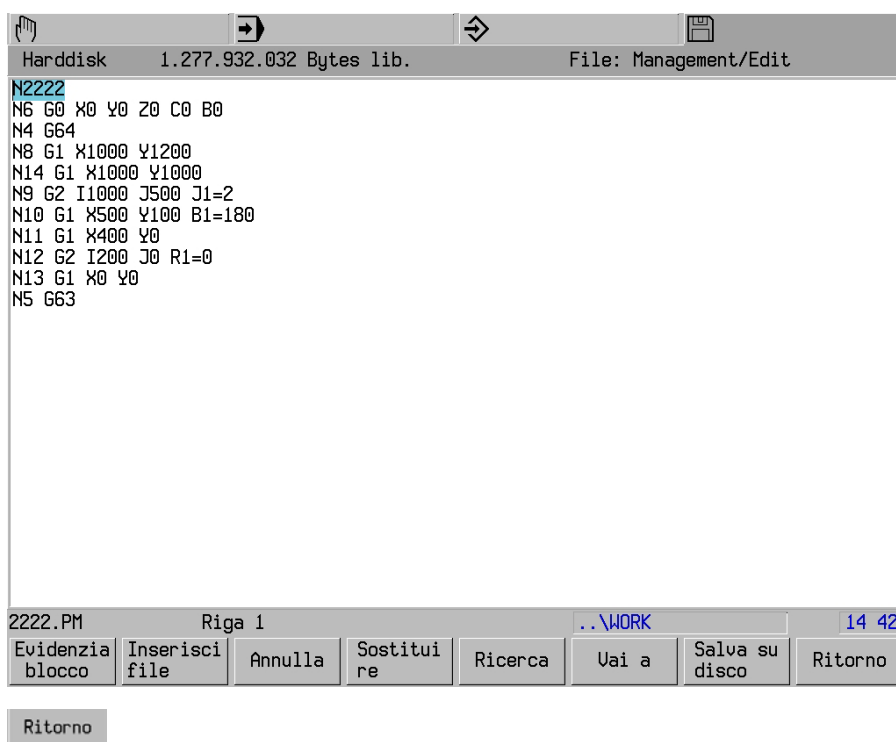 Harddisk 1.277.932.032 Bytes lib. File: Management/Edit
N2222
N6 G0 X0 Y0 Z0 C0 B0
N4 G64
N8 G1 X1000 Y1200
N14 G1 X1000 Y1000
N9 G2 I1000 J500 J1=2
N10 G1 X500 Y100 B1=180
N11 G1 X400 Y0
N12 G2 I200 J0 R1=0
N13 G1 X0 Y0
N5 G63
2222.PM Riga 1 ..\WORK 14 42
Evidenzia blocco Inserisci file Annulla Sostitui re Ricerca Vai a Salva su disco Ritorno
Ritorno